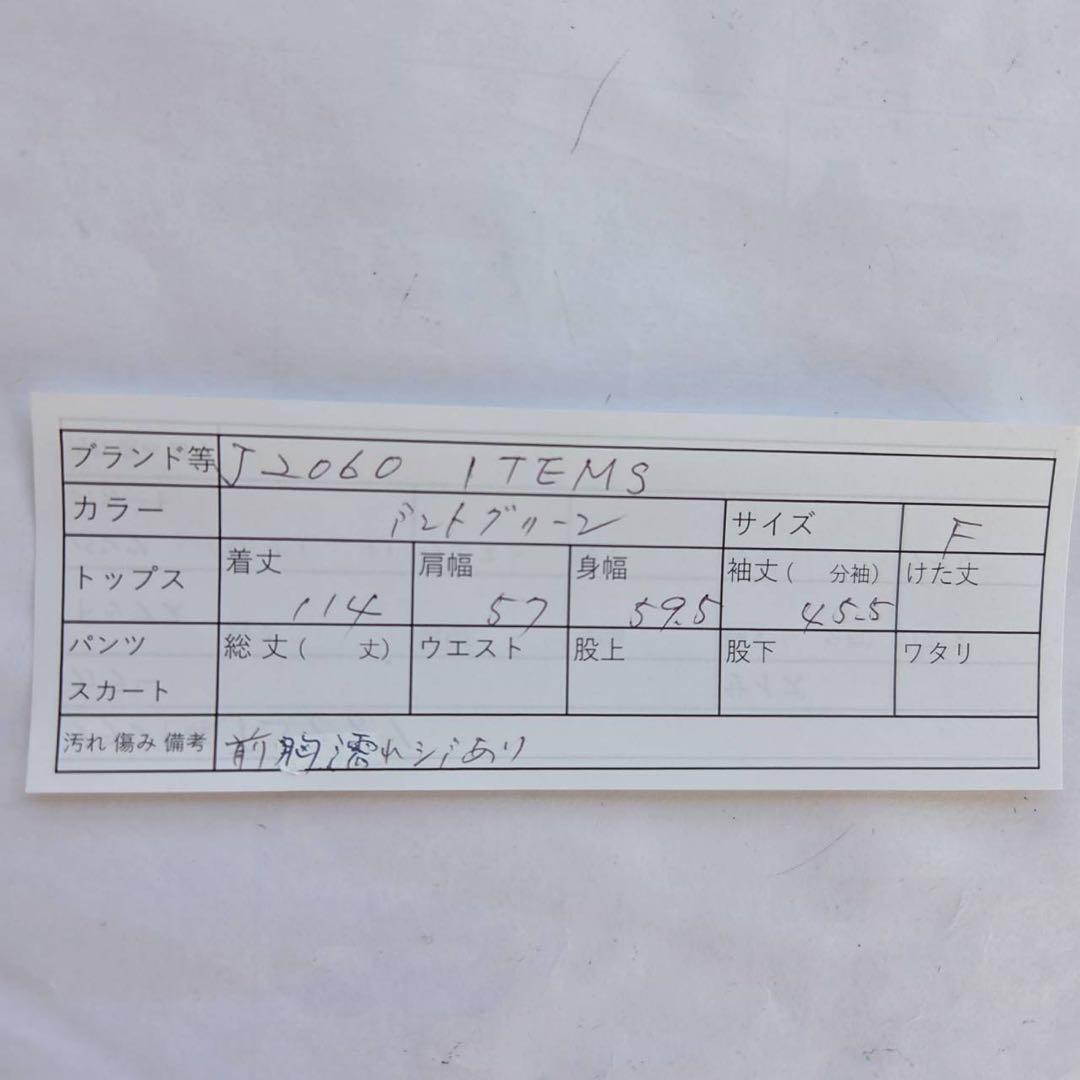 ブランド等 J2060 ITEMS
カラー ミントグリーン サイズ F
トップス 着丈 114 肩幅 57 身幅 59.5 袖丈( 分袖) 45.5 けた丈
パンツ スカート 総丈( 丈) ウエスト 股上 股下 ワタリ
汚れ 傷み 備考 前胸濡れシミあり